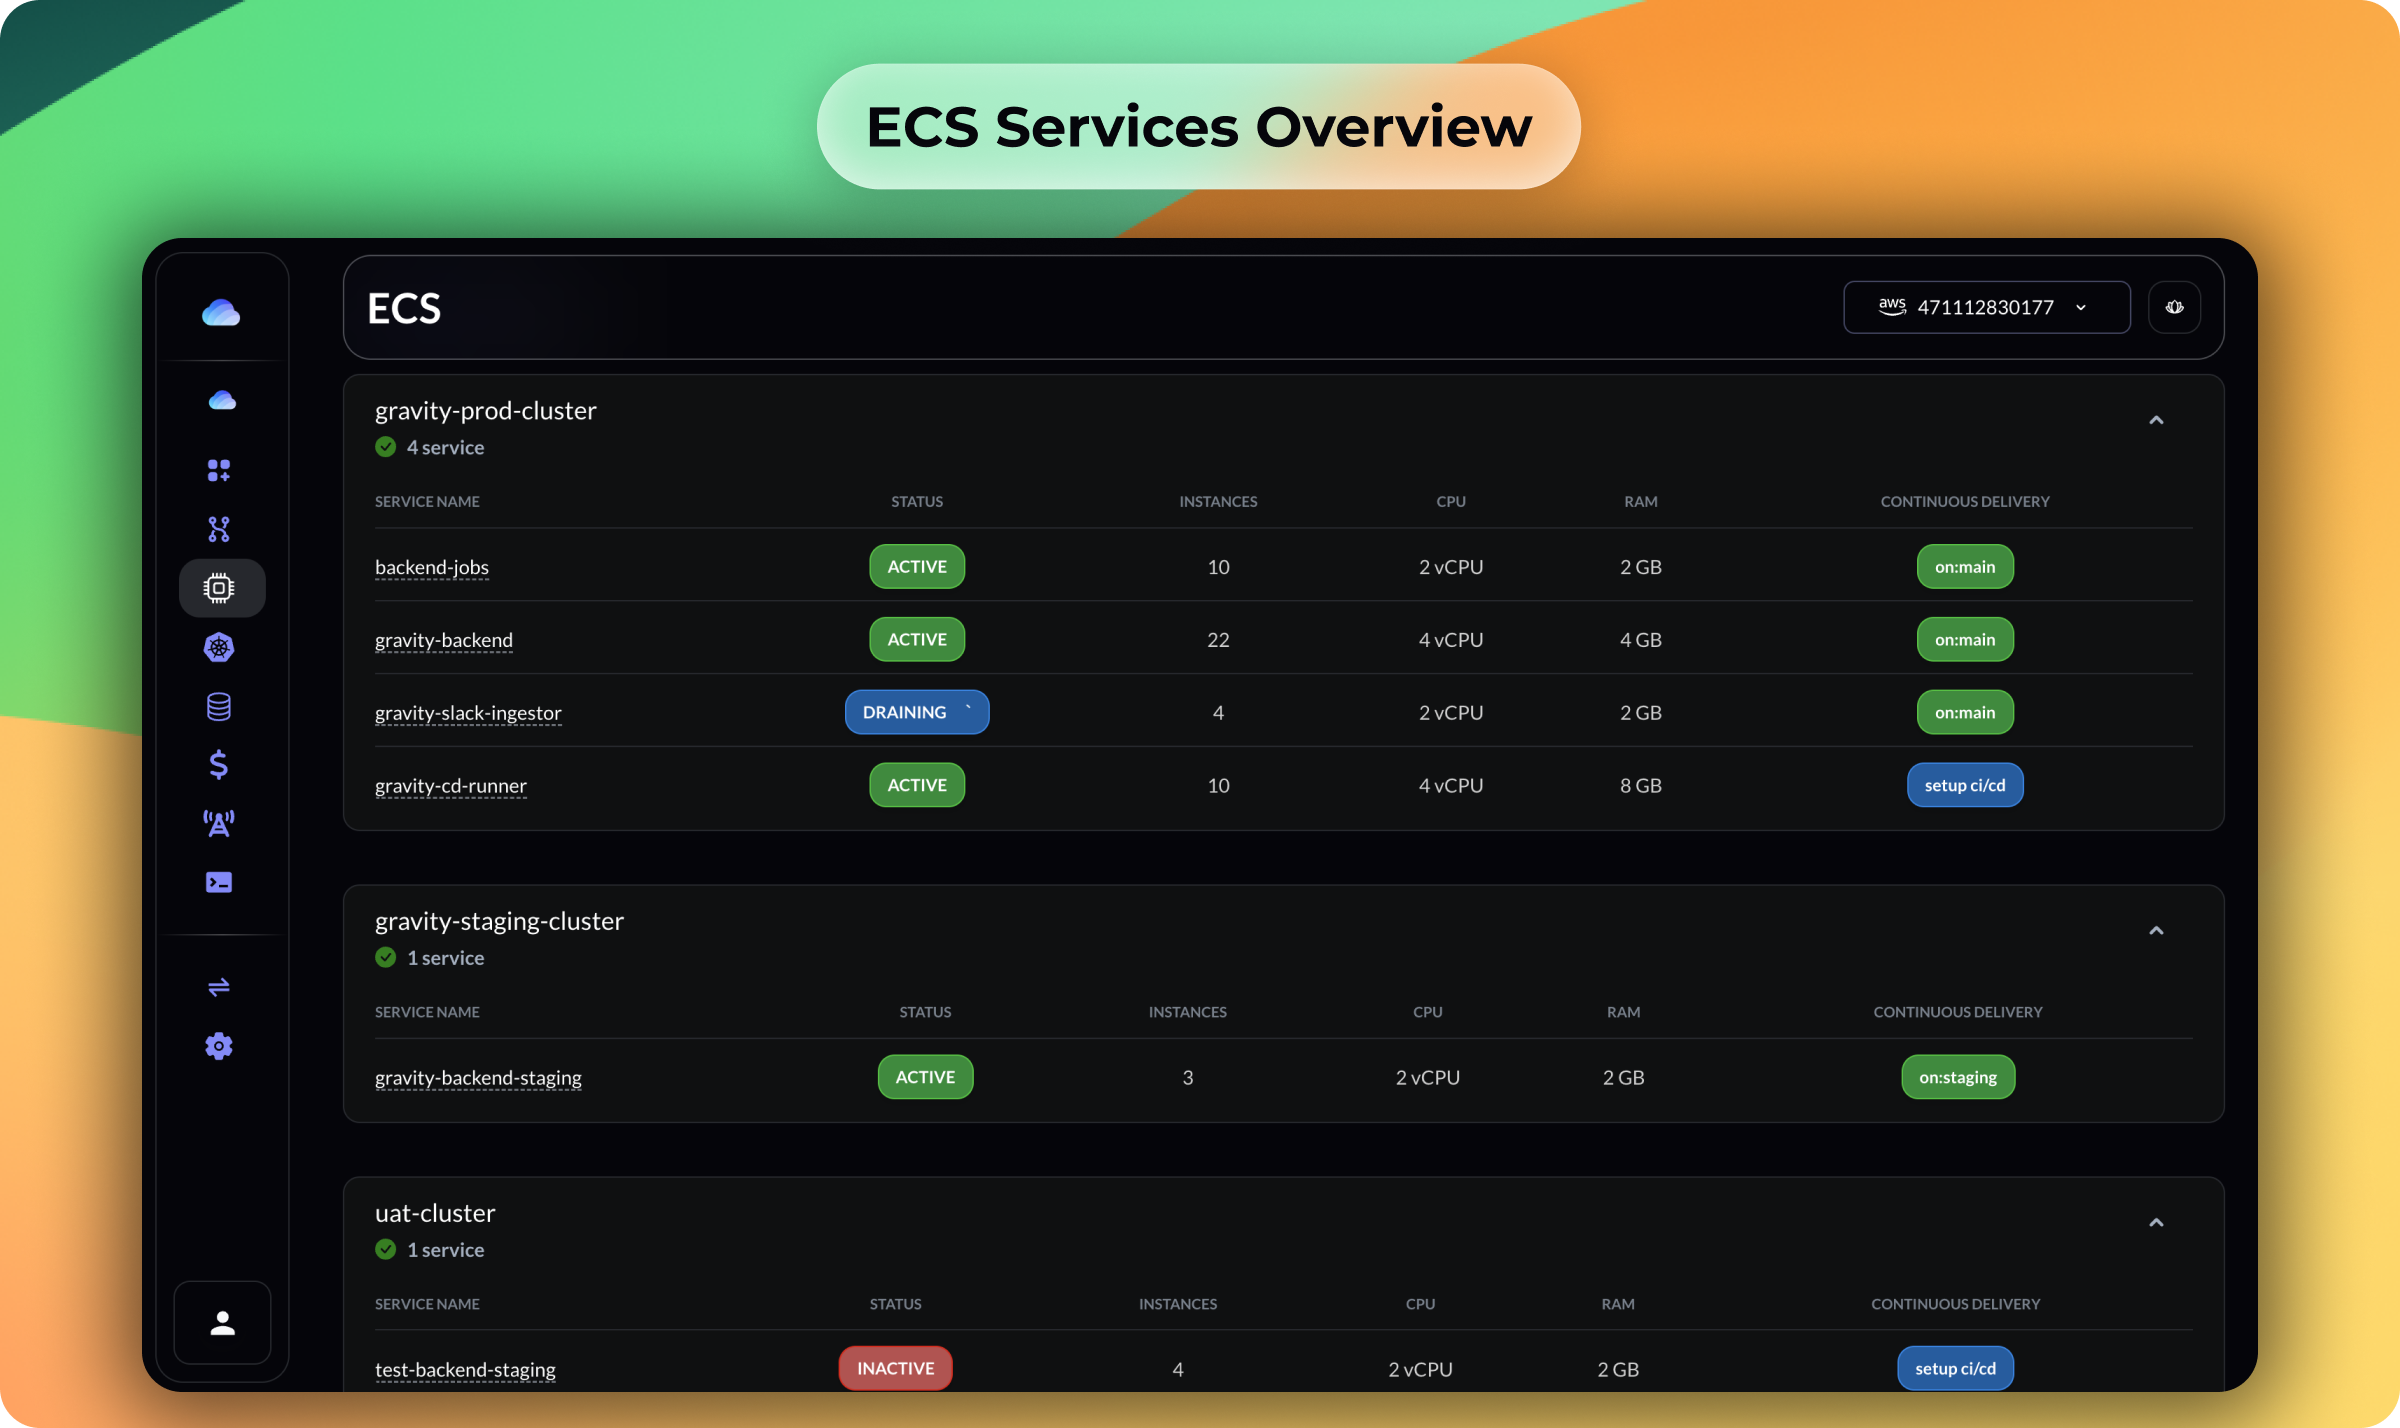 ECS Services Overview
ECS
aws 471112830177
gravity-prod-cluster
4 service
SERVICE NAME STATUS INSTANCES CPU RAM CONTINUOUS DELIVERY
backend-jobs ACTIVE 10 2 vCPU 2 GB on:main
gravity-backend ACTIVE 22 4 vCPU 4 GB on:main
gravity-slack-ingestor DRAINING 4 2 vCPU 2 GB on:main
gravity-cd-runner ACTIVE 10 4 vCPU 8 GB setup ci/cd
gravity-staging-cluster
1 service
SERVICE NAME STATUS INSTANCES CPU RAM CONTINUOUS DELIVERY
gravity-backend-staging ACTIVE 3 2 vCPU 2 GB on:staging
uat-cluster
1 service
SERVICE NAME STATUS INSTANCES CPU RAM CONTINUOUS DELIVERY
test-backend-staging INACTIVE 4 2 vCPU 2 GB setup ci/cd